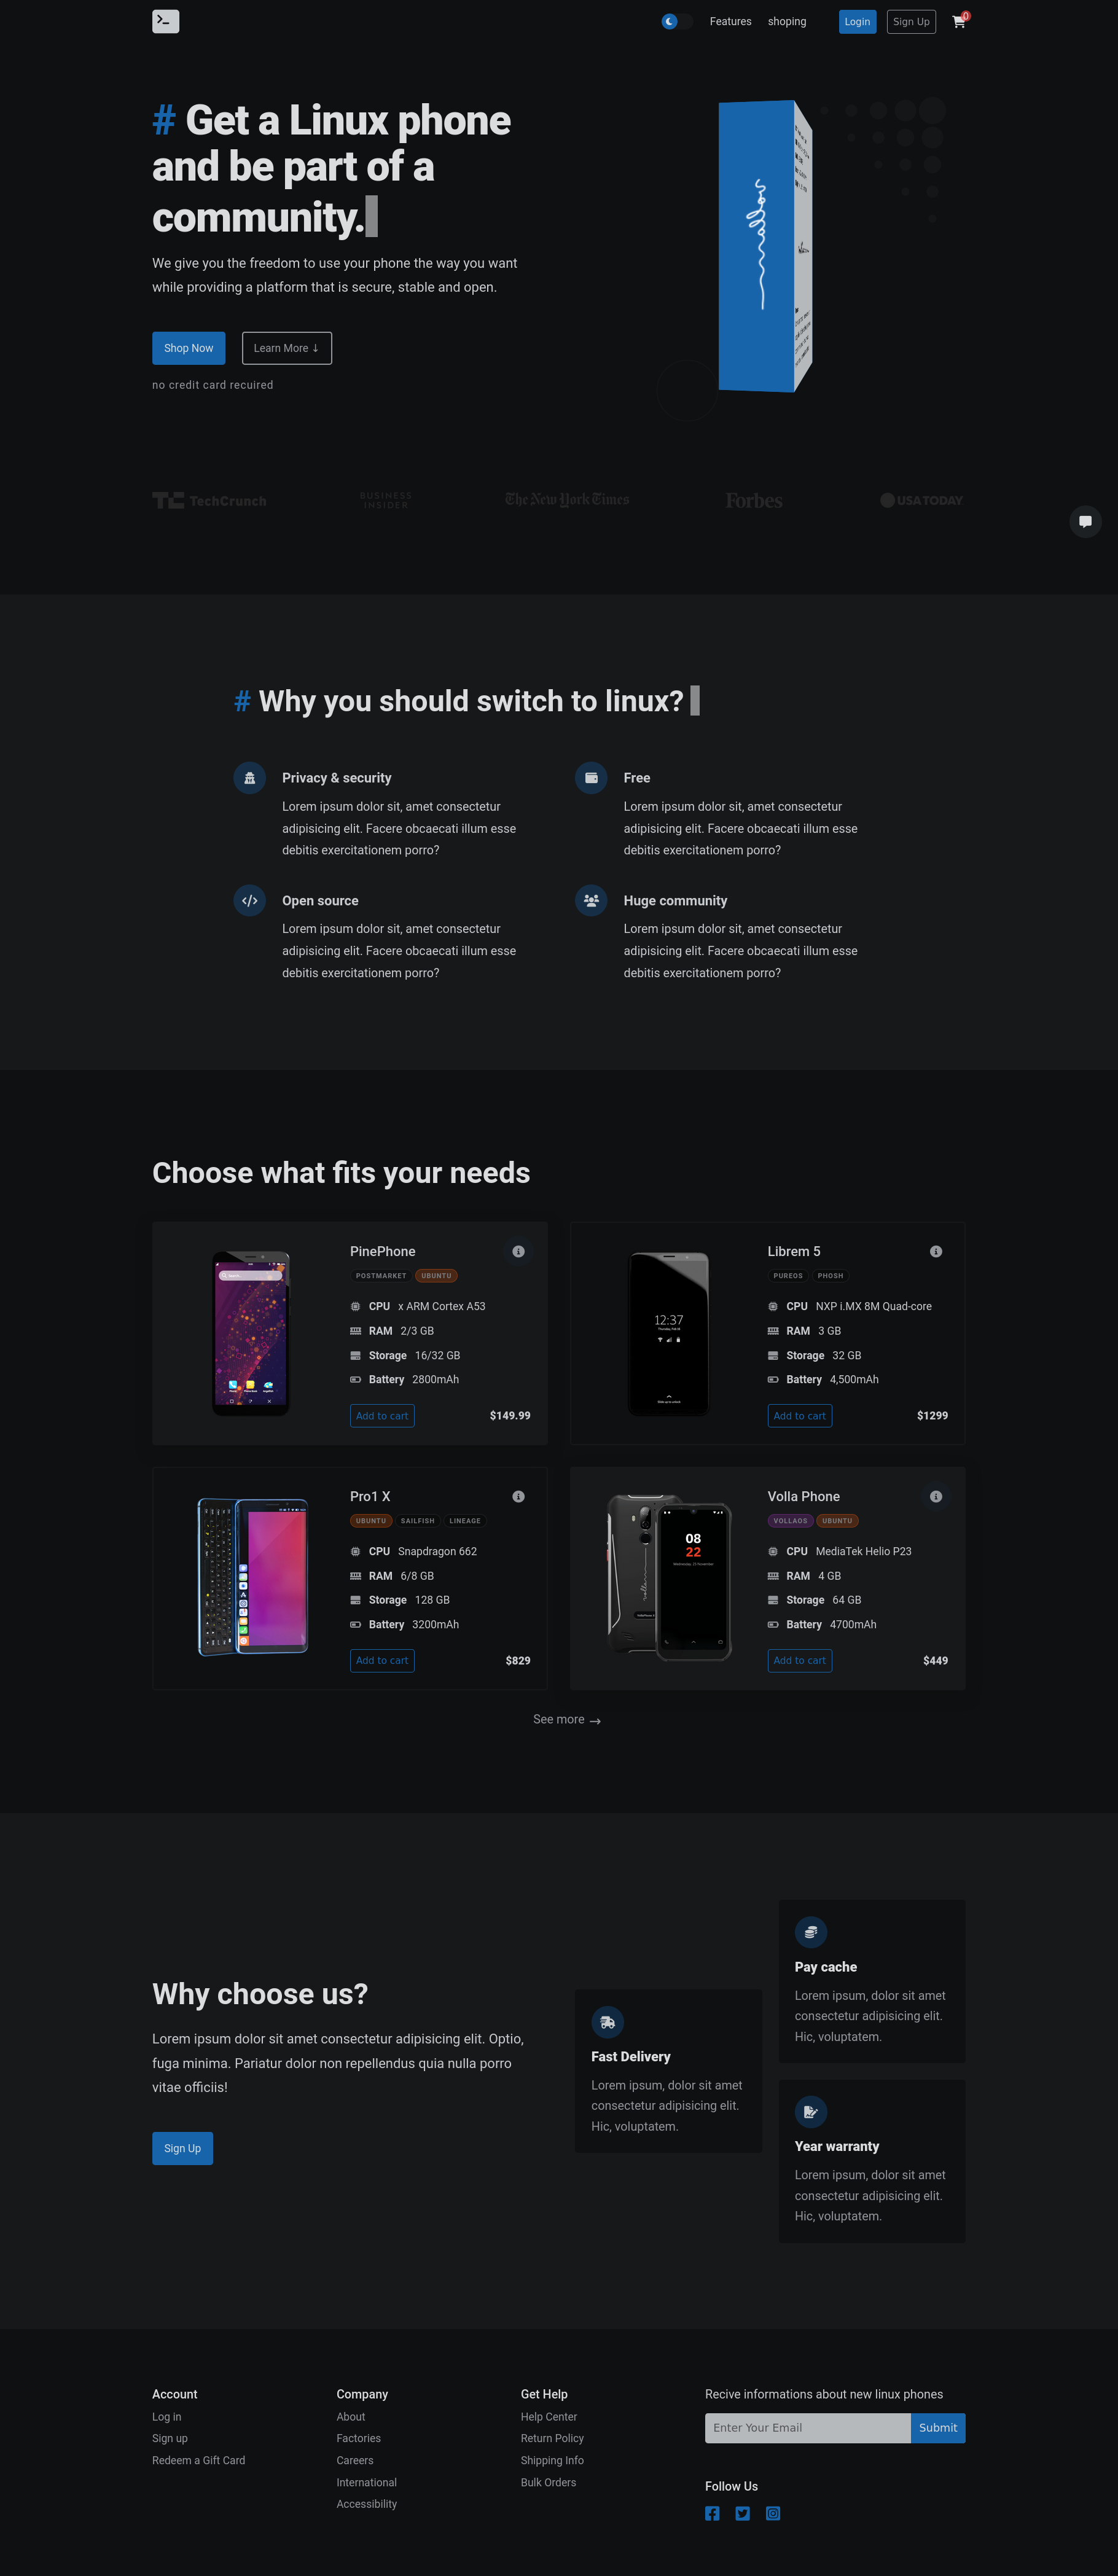 Features
shoping
Login
Sign Up
0
# Get a Linux phone
and be part of a
community.
We give you the freedom to use your phone the way you want
while providing a platform that is secure, stable and open.
Shop Now
Learn More ↓
no credit card recuired
TechCrunch
BUSINESS
INSIDER
The New York Times
Forbes
USA TODAY
# Why you should switch to linux?
Privacy & security
Lorem ipsum dolor sit, amet consectetur
adipisicing elit. Facere obcaecati illum esse
debitis exercitationem porro?
Free
Lorem ipsum dolor sit, amet consectetur
adipisicing elit. Facere obcaecati illum esse
debitis exercitationem porro?
Open source
Lorem ipsum dolor sit, amet consectetur
adipisicing elit. Facere obcaecati illum esse
debitis exercitationem porro?
Huge community
Lorem ipsum dolor sit, amet consectetur
adipisicing elit. Facere obcaecati illum esse
debitis exercitationem porro?
Choose what fits your needs
PinePhone
POSTMARKET
UBUNTU
CPU x ARM Cortex A53
RAM 2/3 GB
Storage 16/32 GB
Battery 2800mAh
Add to cart
$149.99
12:37
Librem 5
PUREOS
PHOSH
CPU NXP i.MX 8M Quad-core
RAM 3 GB
Storage 32 GB
Battery 4,500mAh
Add to cart
$1299
Pro1 X
UBUNTU
SAILFISH
LINEAGE
CPU Snapdragon 662
RAM 6/8 GB
Storage 128 GB
Battery 3200mAh
Add to cart
$829
08
22
Volla Phone
VOLLAOS
UBUNTU
CPU MediaTek Helio P23
RAM 4 GB
Storage 64 GB
Battery 4700mAh
Add to cart
$449
See more →
Why choose us?
Lorem ipsum dolor sit amet consectetur adipisicing elit. Optio,
fuga minima. Pariatur dolor non repellendus quia nulla porro
vitae officiis!
Sign Up
Fast Delivery
Lorem ipsum, dolor sit amet
consectetur adipisicing elit.
Hic, voluptatem.
Pay cache
Lorem ipsum, dolor sit amet
consectetur adipisicing elit.
Hic, voluptatem.
Year warranty
Lorem ipsum, dolor sit amet
consectetur adipisicing elit.
Hic, voluptatem.
Account
Log in
Sign up
Redeem a Gift Card
Company
About
Factories
Careers
International
Accessibility
Get Help
Help Center
Return Policy
Shipping Info
Bulk Orders
Recive informations about new linux phones
Enter Your Email
Submit
Follow Us